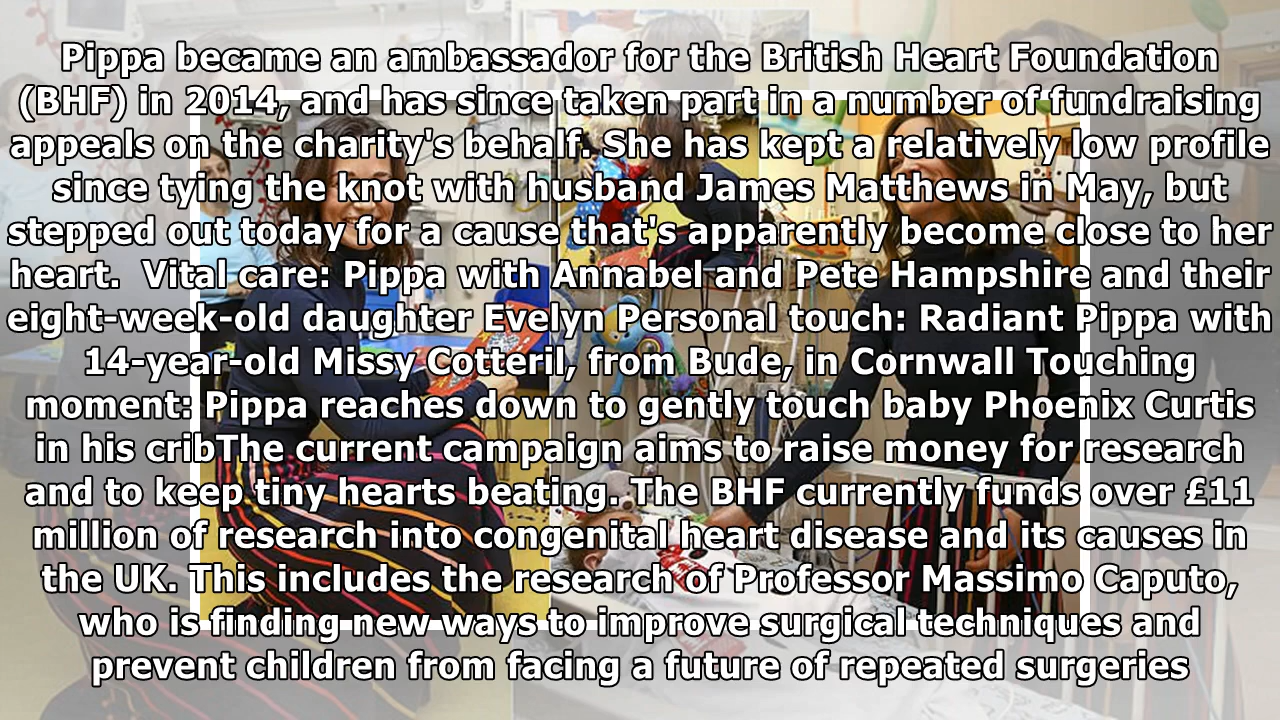 Pippa became an ambassador for the British Heart Foundation
(BHF) in 2014, and has since taken part in a number of fundraising
appeals on the charity's behalf. She has kept a relatively low profile
since tying the knot with husband James Matthews in May, but
stepped out today for a cause that's apparently become close to her
heart.  Vital care: Pippa with Annabel and Pete Hampshire and their
eight-week-old daughter Evelyn Personal touch: Radiant Pippa with
14-year-old Missy Cotteril, from Bude, in Cornwall Touching
moment: Pippa reaches down to gently touch baby Phoenix Curtis
in his cribThe current campaign aims to raise money for research
and to keep tiny hearts beating. The BHF currently funds over £11
million of research into congenital heart disease and its causes in
the UK. This includes the research of Professor Massimo Caputo,
who is finding new ways to improve surgical techniques and
prevent children from facing a future of repeated surgeries